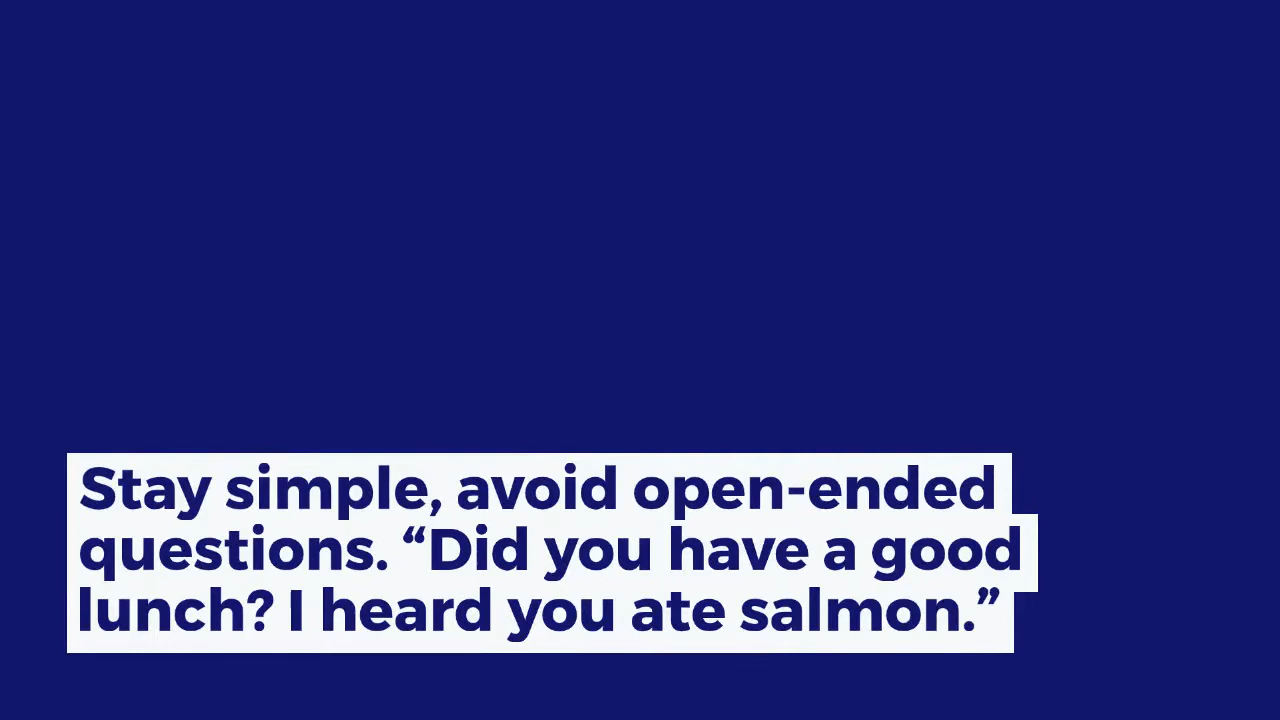 Stay simple, avoid open-ended
questions. “Did you have a good
lunch? I heard you ate salmon.”